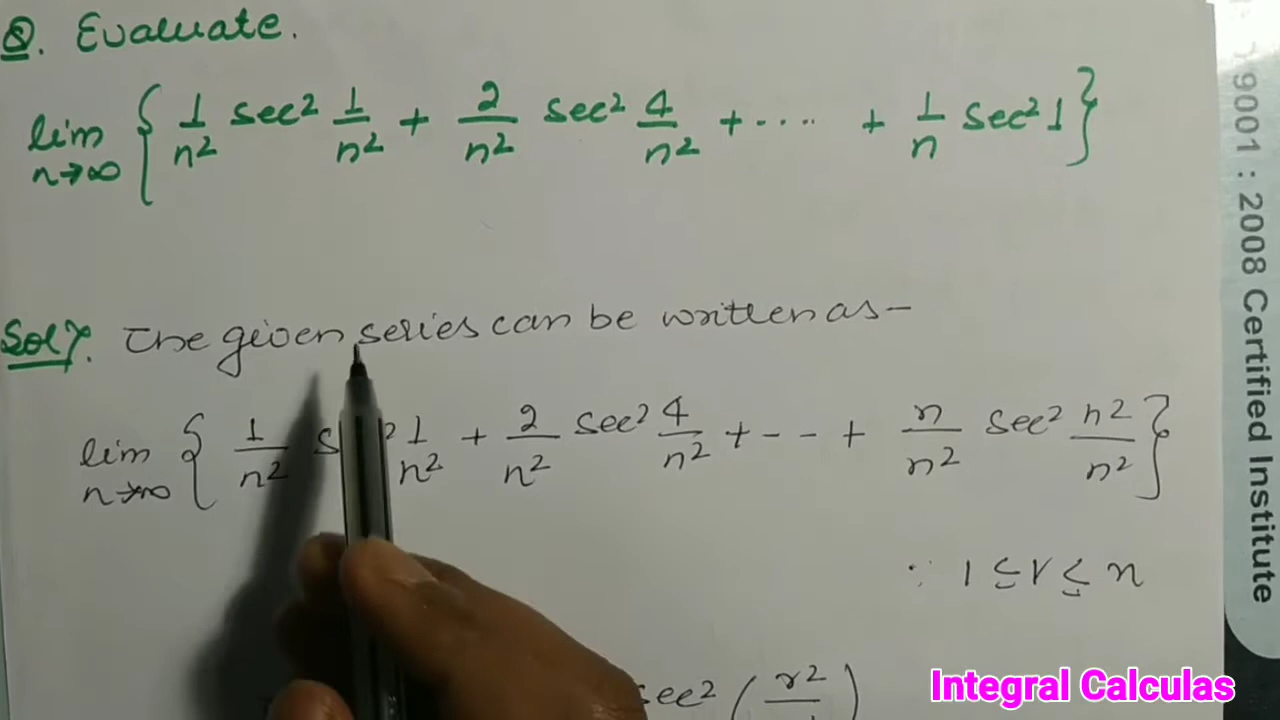 Q. Evaluate.
lim n→∞ { 1/n² sec² 1/n² + 2/n² sec² 4/n² + .... + 1/n sec² 1 }
Solⁿ. The given series can be written as –
lim n→∞ { 1/n² s ² 1/n² + 2/n² sec² 4/n² + - - + n/n² sec² n²/n² }
∵ 1 ≤ r ≤ n
sec² ( r² )
Integral Calculas
9001 : 2008 Certified Institute